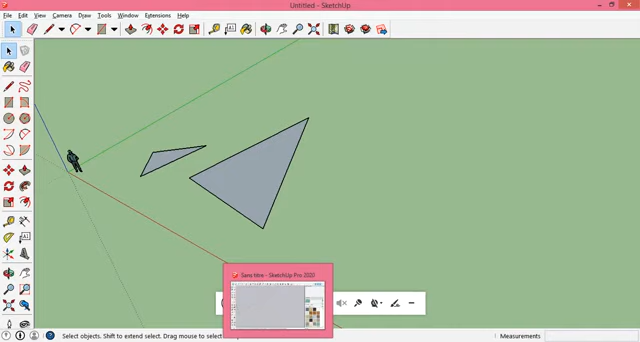 Untitled - SketchUp
File Edit View Camera Draw Tools Window Extensions Help
Sans titre - SketchUp Pro 2020
Select objects. Shift to extend select. Drag mouse to select
Measurements